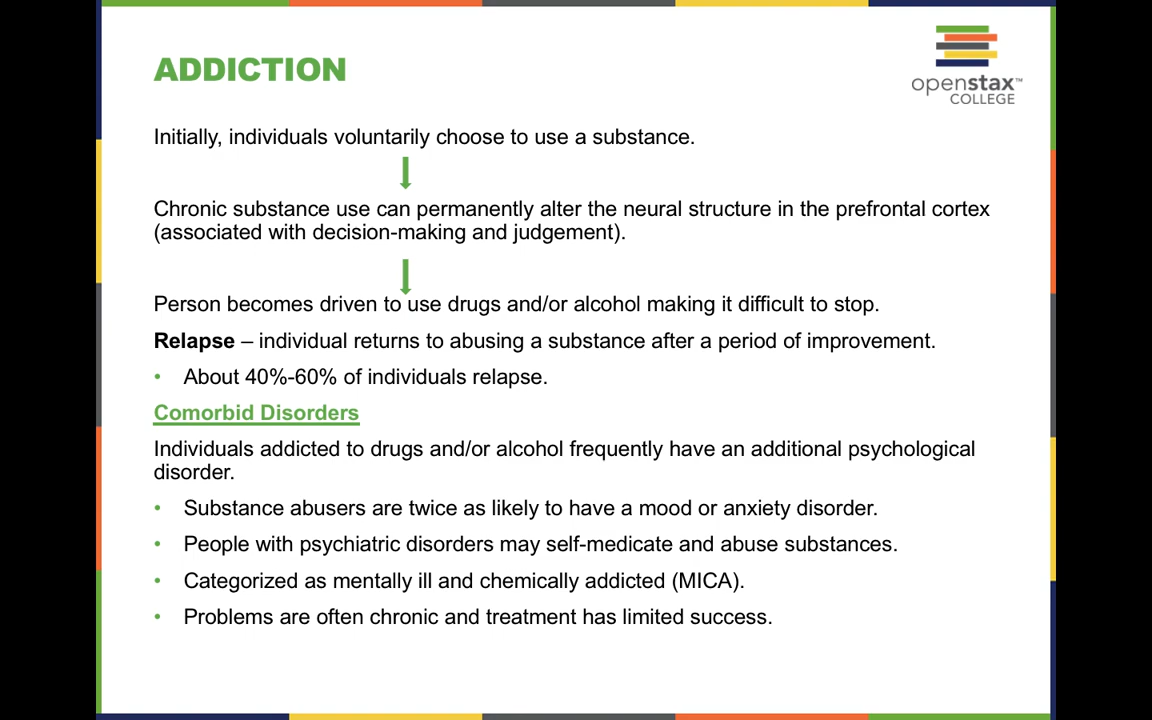 ADDICTION
openstax™
COLLEGE
Initially, individuals voluntarily choose to use a substance.
Chronic substance use can permanently alter the neural structure in the prefrontal cortex
(associated with decision-making and judgement).
Person becomes driven to use drugs and/or alcohol making it difficult to stop.
Relapse – individual returns to abusing a substance after a period of improvement.
• About 40%-60% of individuals relapse.
Comorbid Disorders
Individuals addicted to drugs and/or alcohol frequently have an additional psychological
disorder.
• Substance abusers are twice as likely to have a mood or anxiety disorder.
• People with psychiatric disorders may self-medicate and abuse substances.
• Categorized as mentally ill and chemically addicted (MICA).
• Problems are often chronic and treatment has limited success.